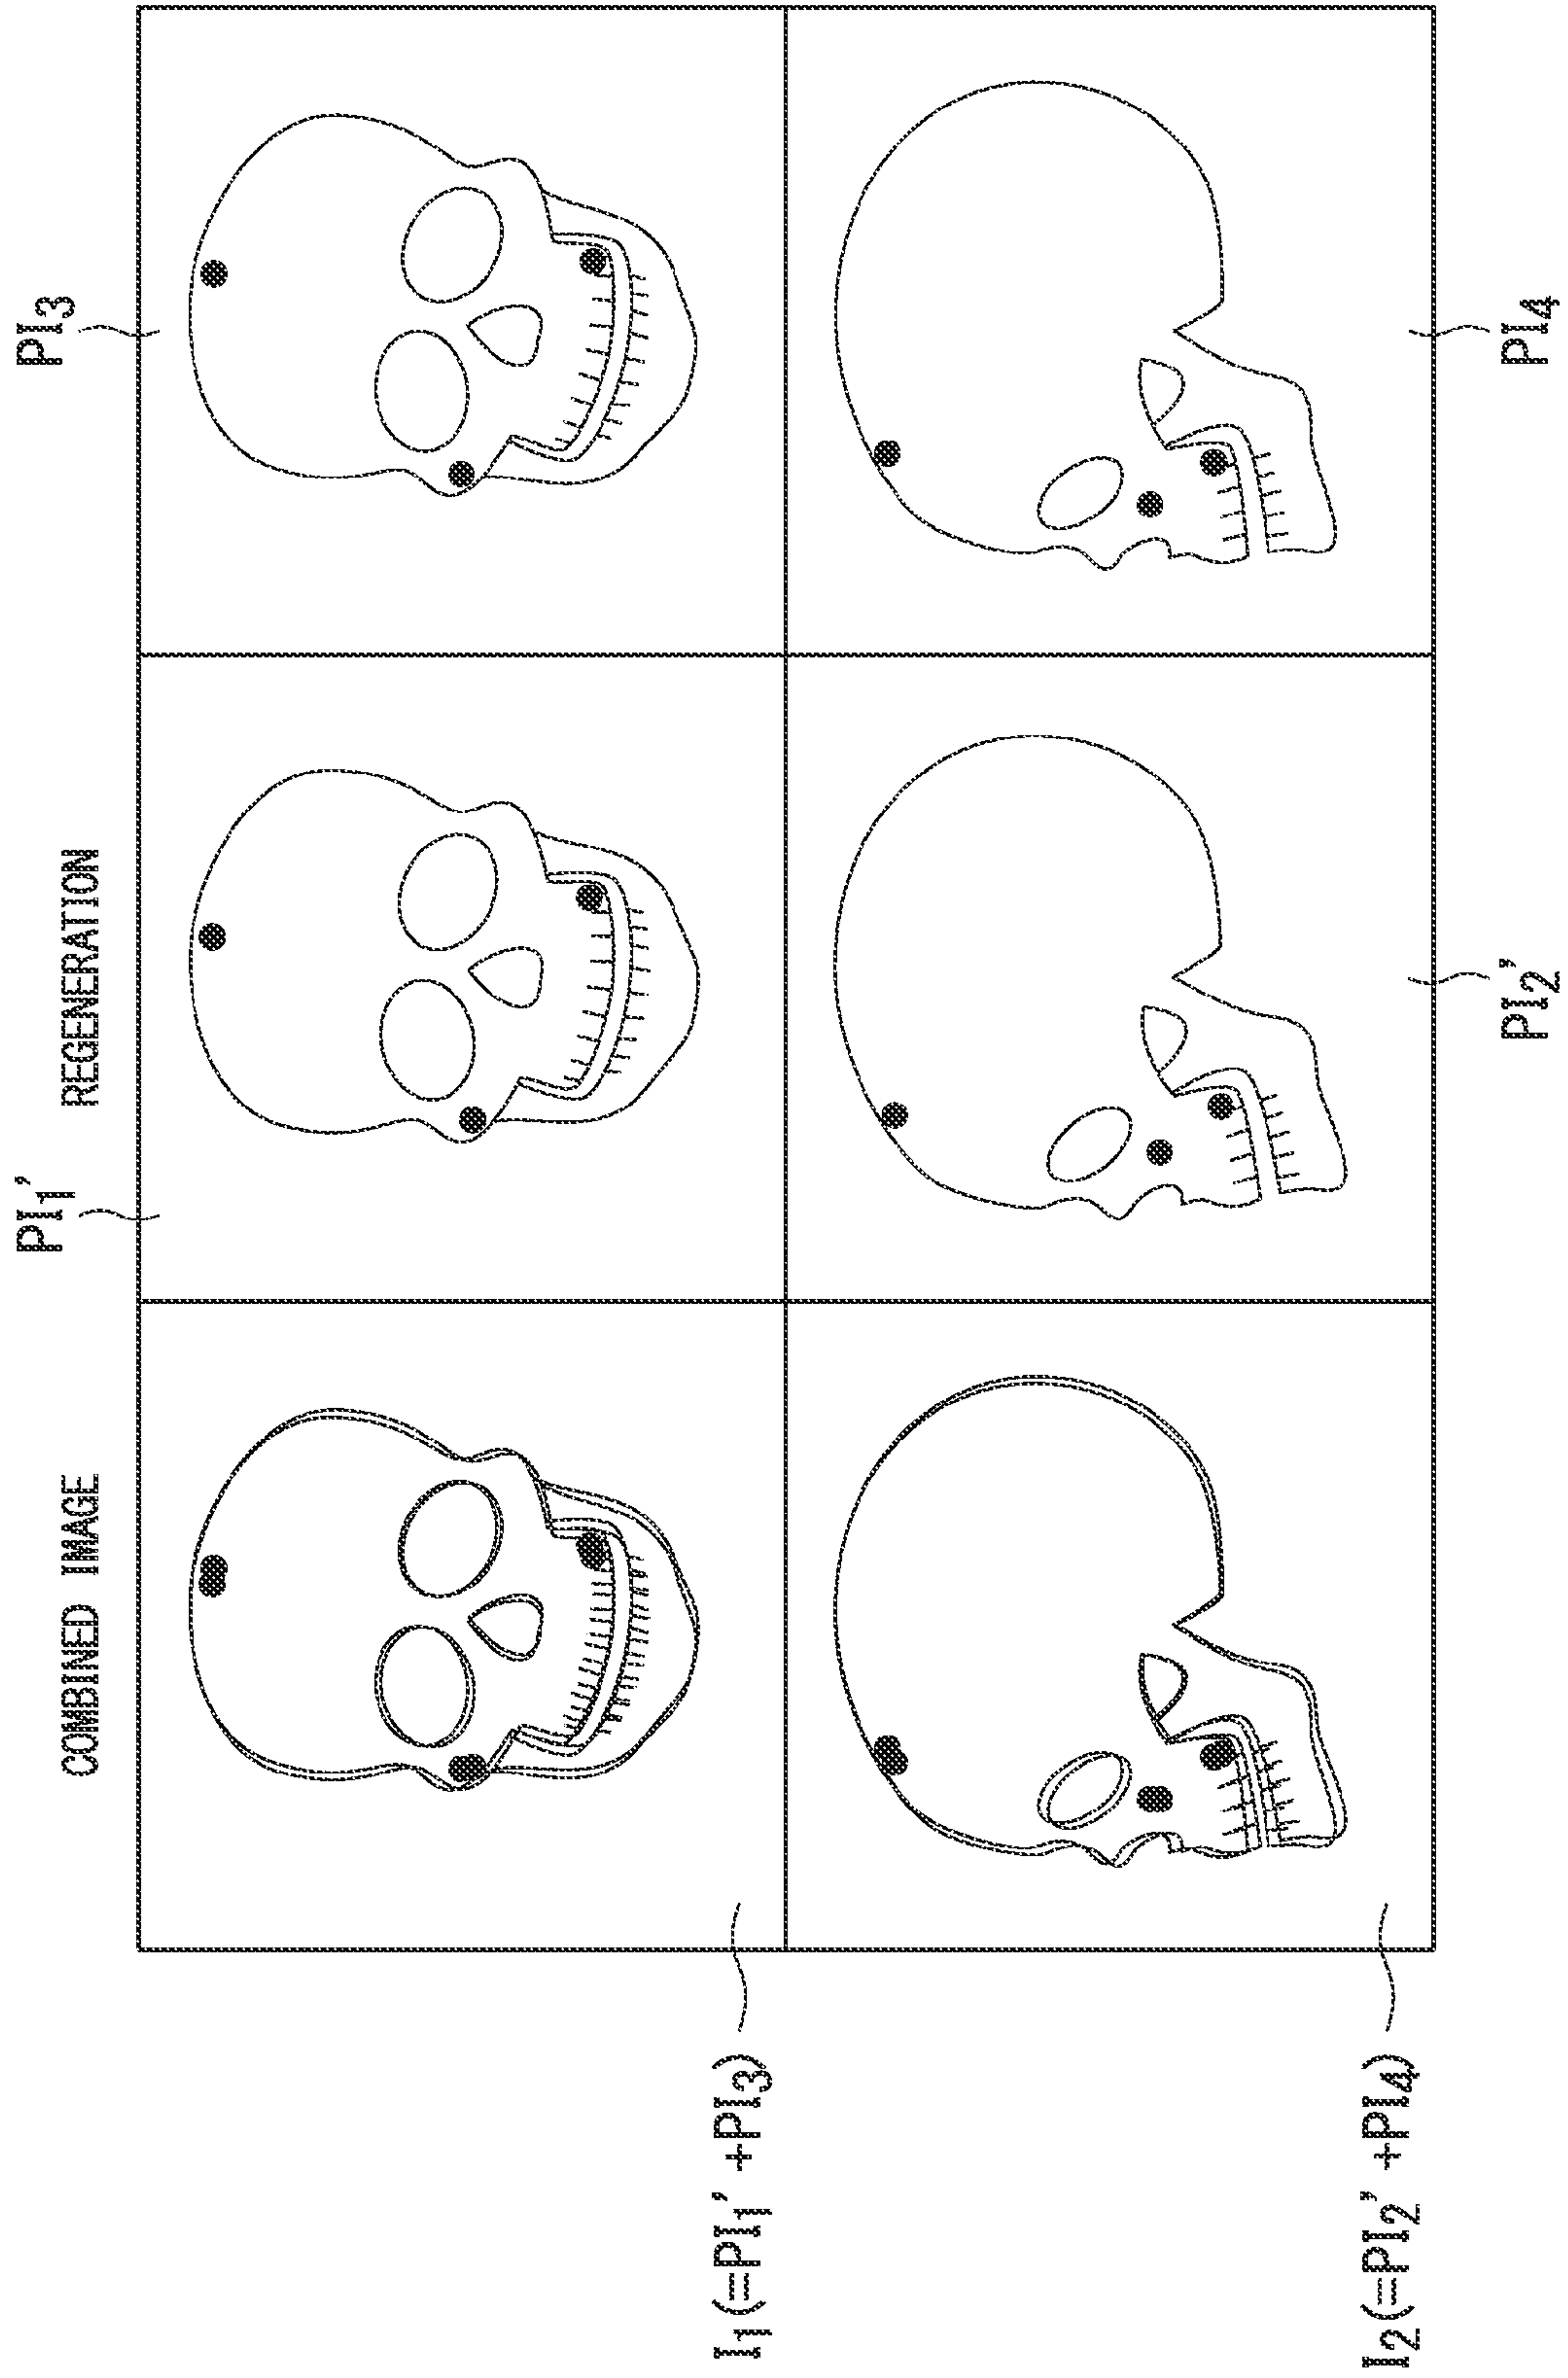 COMBINED IMAGE
REGENERATION
PI1'
PI3
I1(=PI1' +PI3)
I2(=PI2' +PI4)
PI2'
PI4